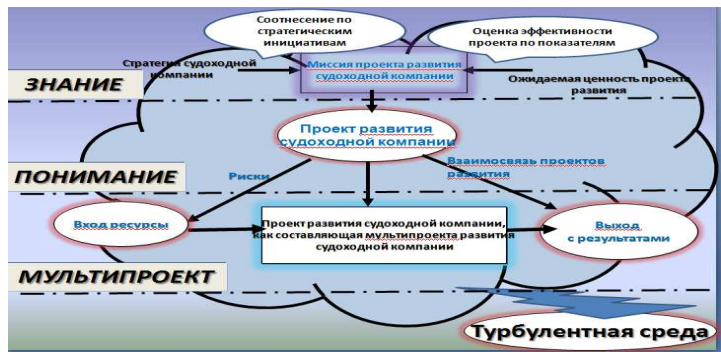 Соотнесение по
стратегическим
инициативам
Оценка эффективности
проекта по показателям
Стратегия судоходной
компании
Миссия проекта развития
судоходной компании
Ожидаемая ценность проекта
развития
ЗНАНИЕ
Проект развития
судоходной компании
Риски
Взаимосвязь проектов
развития
ПОНИМАНИЕ
Вход ресурсы
Проект развития судоходной компании,
как составляющая мультипроекта развития
судоходной компании
Выход
с результатами
МУЛЬТИПРОЕКТ
Турбулентная среда